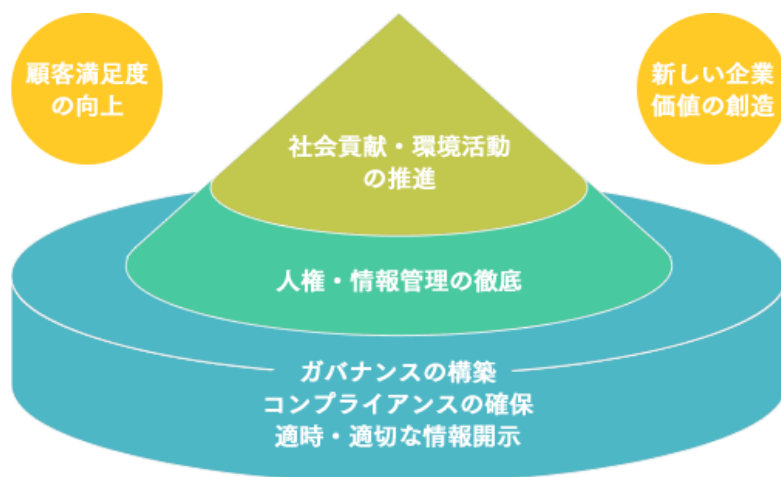 顧客満足度
の向上
新しい企業
価値の創造
社会貢献・環境活動
の推進
人権・情報管理の徹底
ガバナンスの構築
コンプライアンスの確保
適時・適切な情報開示